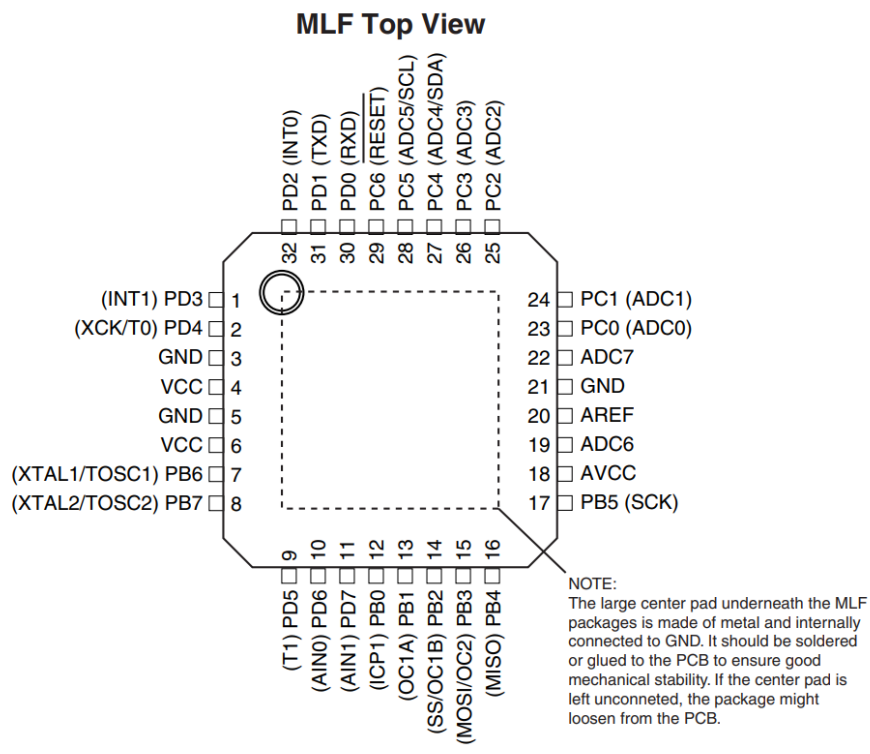 MLF Top View
PD2 (INT0)
PD1 (TXD)
PD0 (RXD)
PC6 (RESET)
PC5 (ADC5/SCL)
PC4 (ADC4/SDA)
PC3 (ADC3)
PC2 (ADC2)
32
31
30
29
28
27
26
25
(INT1) PD3 1
(XCK/T0) PD4 2
GND 3
VCC 4
GND 5
VCC 6
(XTAL1/TOSC1) PB6 7
(XTAL2/TOSC2) PB7 8
24 PC1 (ADC1)
23 PC0 (ADC0)
22 ADC7
21 GND
20 AREF
19 ADC6
18 AVCC
17 PB5 (SCK)
9
10
11
12
13
14
15
16
(T1) PD5
(AIN0) PD6
(AIN1) PD7
(ICP1) PB0
(OC1A) PB1
(SS/OC1B) PB2
(MOSI/OC2) PB3
(MISO) PB4
NOTE:
The large center pad underneath the MLF
packages is made of metal and internally
connected to GND. It should be soldered
or glued to the PCB to ensure good
mechanical stability. If the center pad is
left unconneted, the package might
loosen from the PCB.